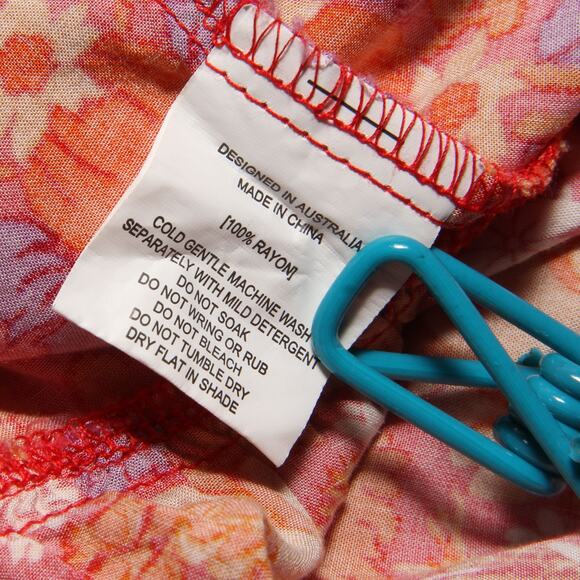 DESIGNED IN AUSTRALIA
MADE IN CHINA
[100% RAYON]
COLD GENTLE MACHINE WASH
SEPARATELY WITH MILD DETERGENT
DO NOT SOAK
DO NOT WRING OR RUB
DO NOT BLEACH
DO NOT TUMBLE DRY
DRY FLAT IN SHADE